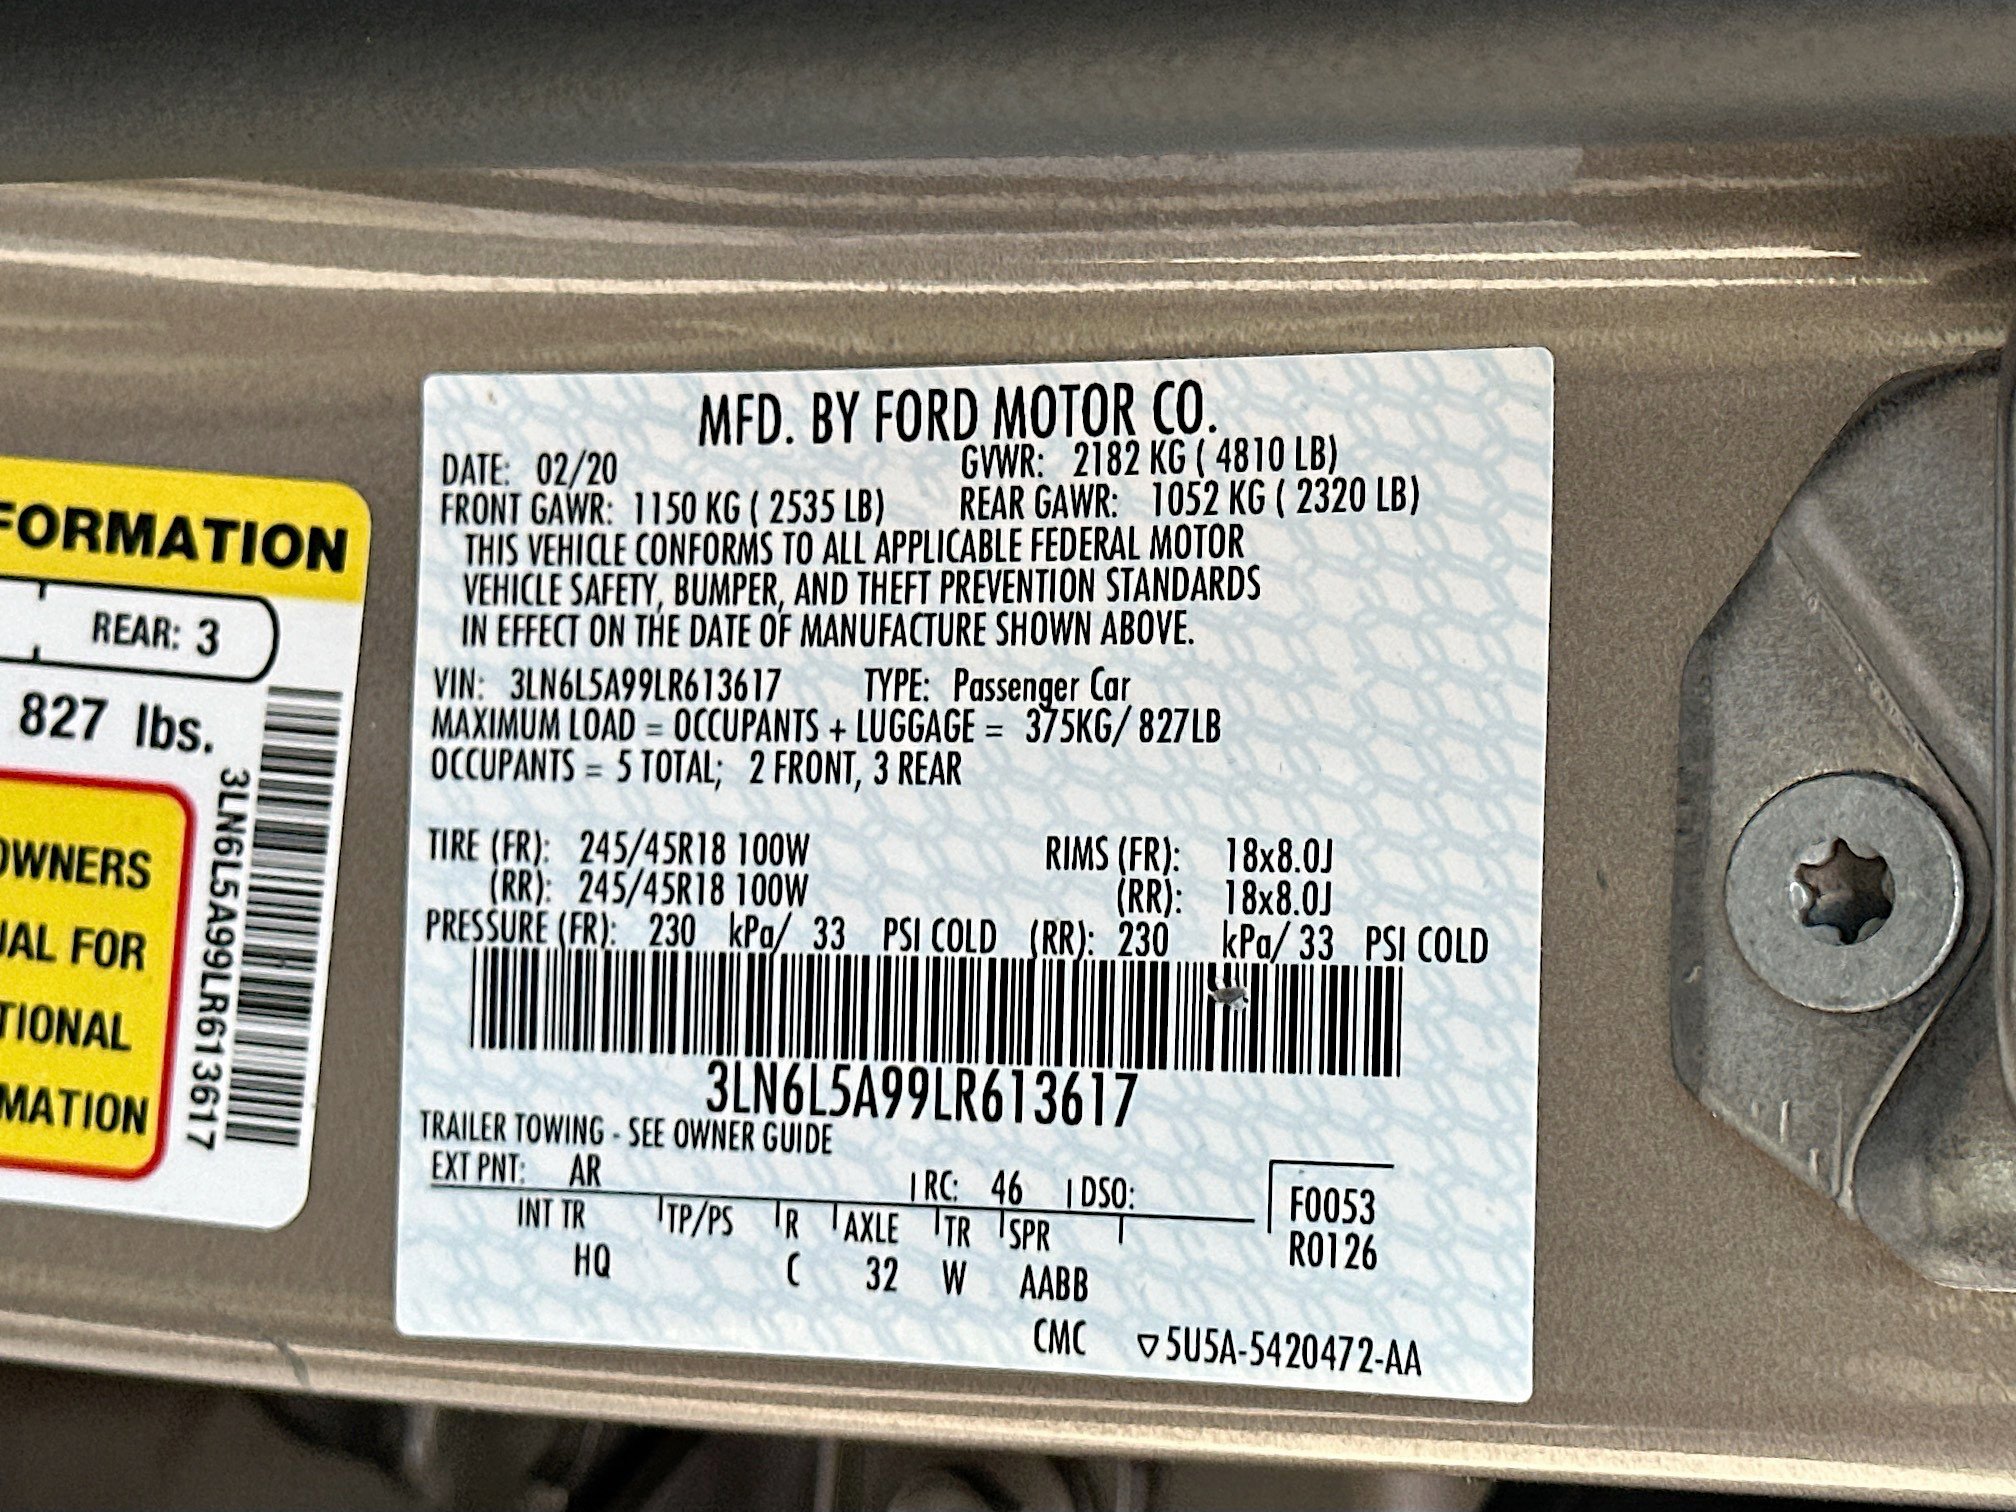 FORMATION
REAR: 3
827 lbs.
OWNERS
UAL FOR
TIONAL
MATION
3LN6L5A99LR613617
MFD. BY FORD MOTOR CO.
DATE: 02/20 GVWR: 2182 KG ( 4810 LB)
FRONT GAWR: 1150 KG ( 2535 LB) REAR GAWR: 1052 KG ( 2320 LB)
THIS VEHICLE CONFORMS TO ALL APPLICABLE FEDERAL MOTOR
VEHICLE SAFETY, BUMPER, AND THEFT PREVENTION STANDARDS
IN EFFECT ON THE DATE OF MANUFACTURE SHOWN ABOVE.
VIN: 3LN6L5A99LR613617 TYPE: Passenger Car
MAXIMUM LOAD = OCCUPANTS + LUGGAGE = 375KG/ 827LB
OCCUPANTS = 5 TOTAL; 2 FRONT, 3 REAR
TIRE (FR): 245/45R18 100W RIMS (FR): 18x8.0J
(RR): 245/45R18 100W (RR): 18x8.0J
PRESSURE (FR): 230 kPa/ 33 PSI COLD (RR): 230 kPa/ 33 PSI COLD
3LN6L5A99LR613617
TRAILER TOWING - SEE OWNER GUIDE
EXT PNT: AR RC: 46 DSO:
INT TR TP/PS R AXLE TR SPR F0053
HQ C 32 W AABB R0126
CMC ▽5U5A-5420472-AA